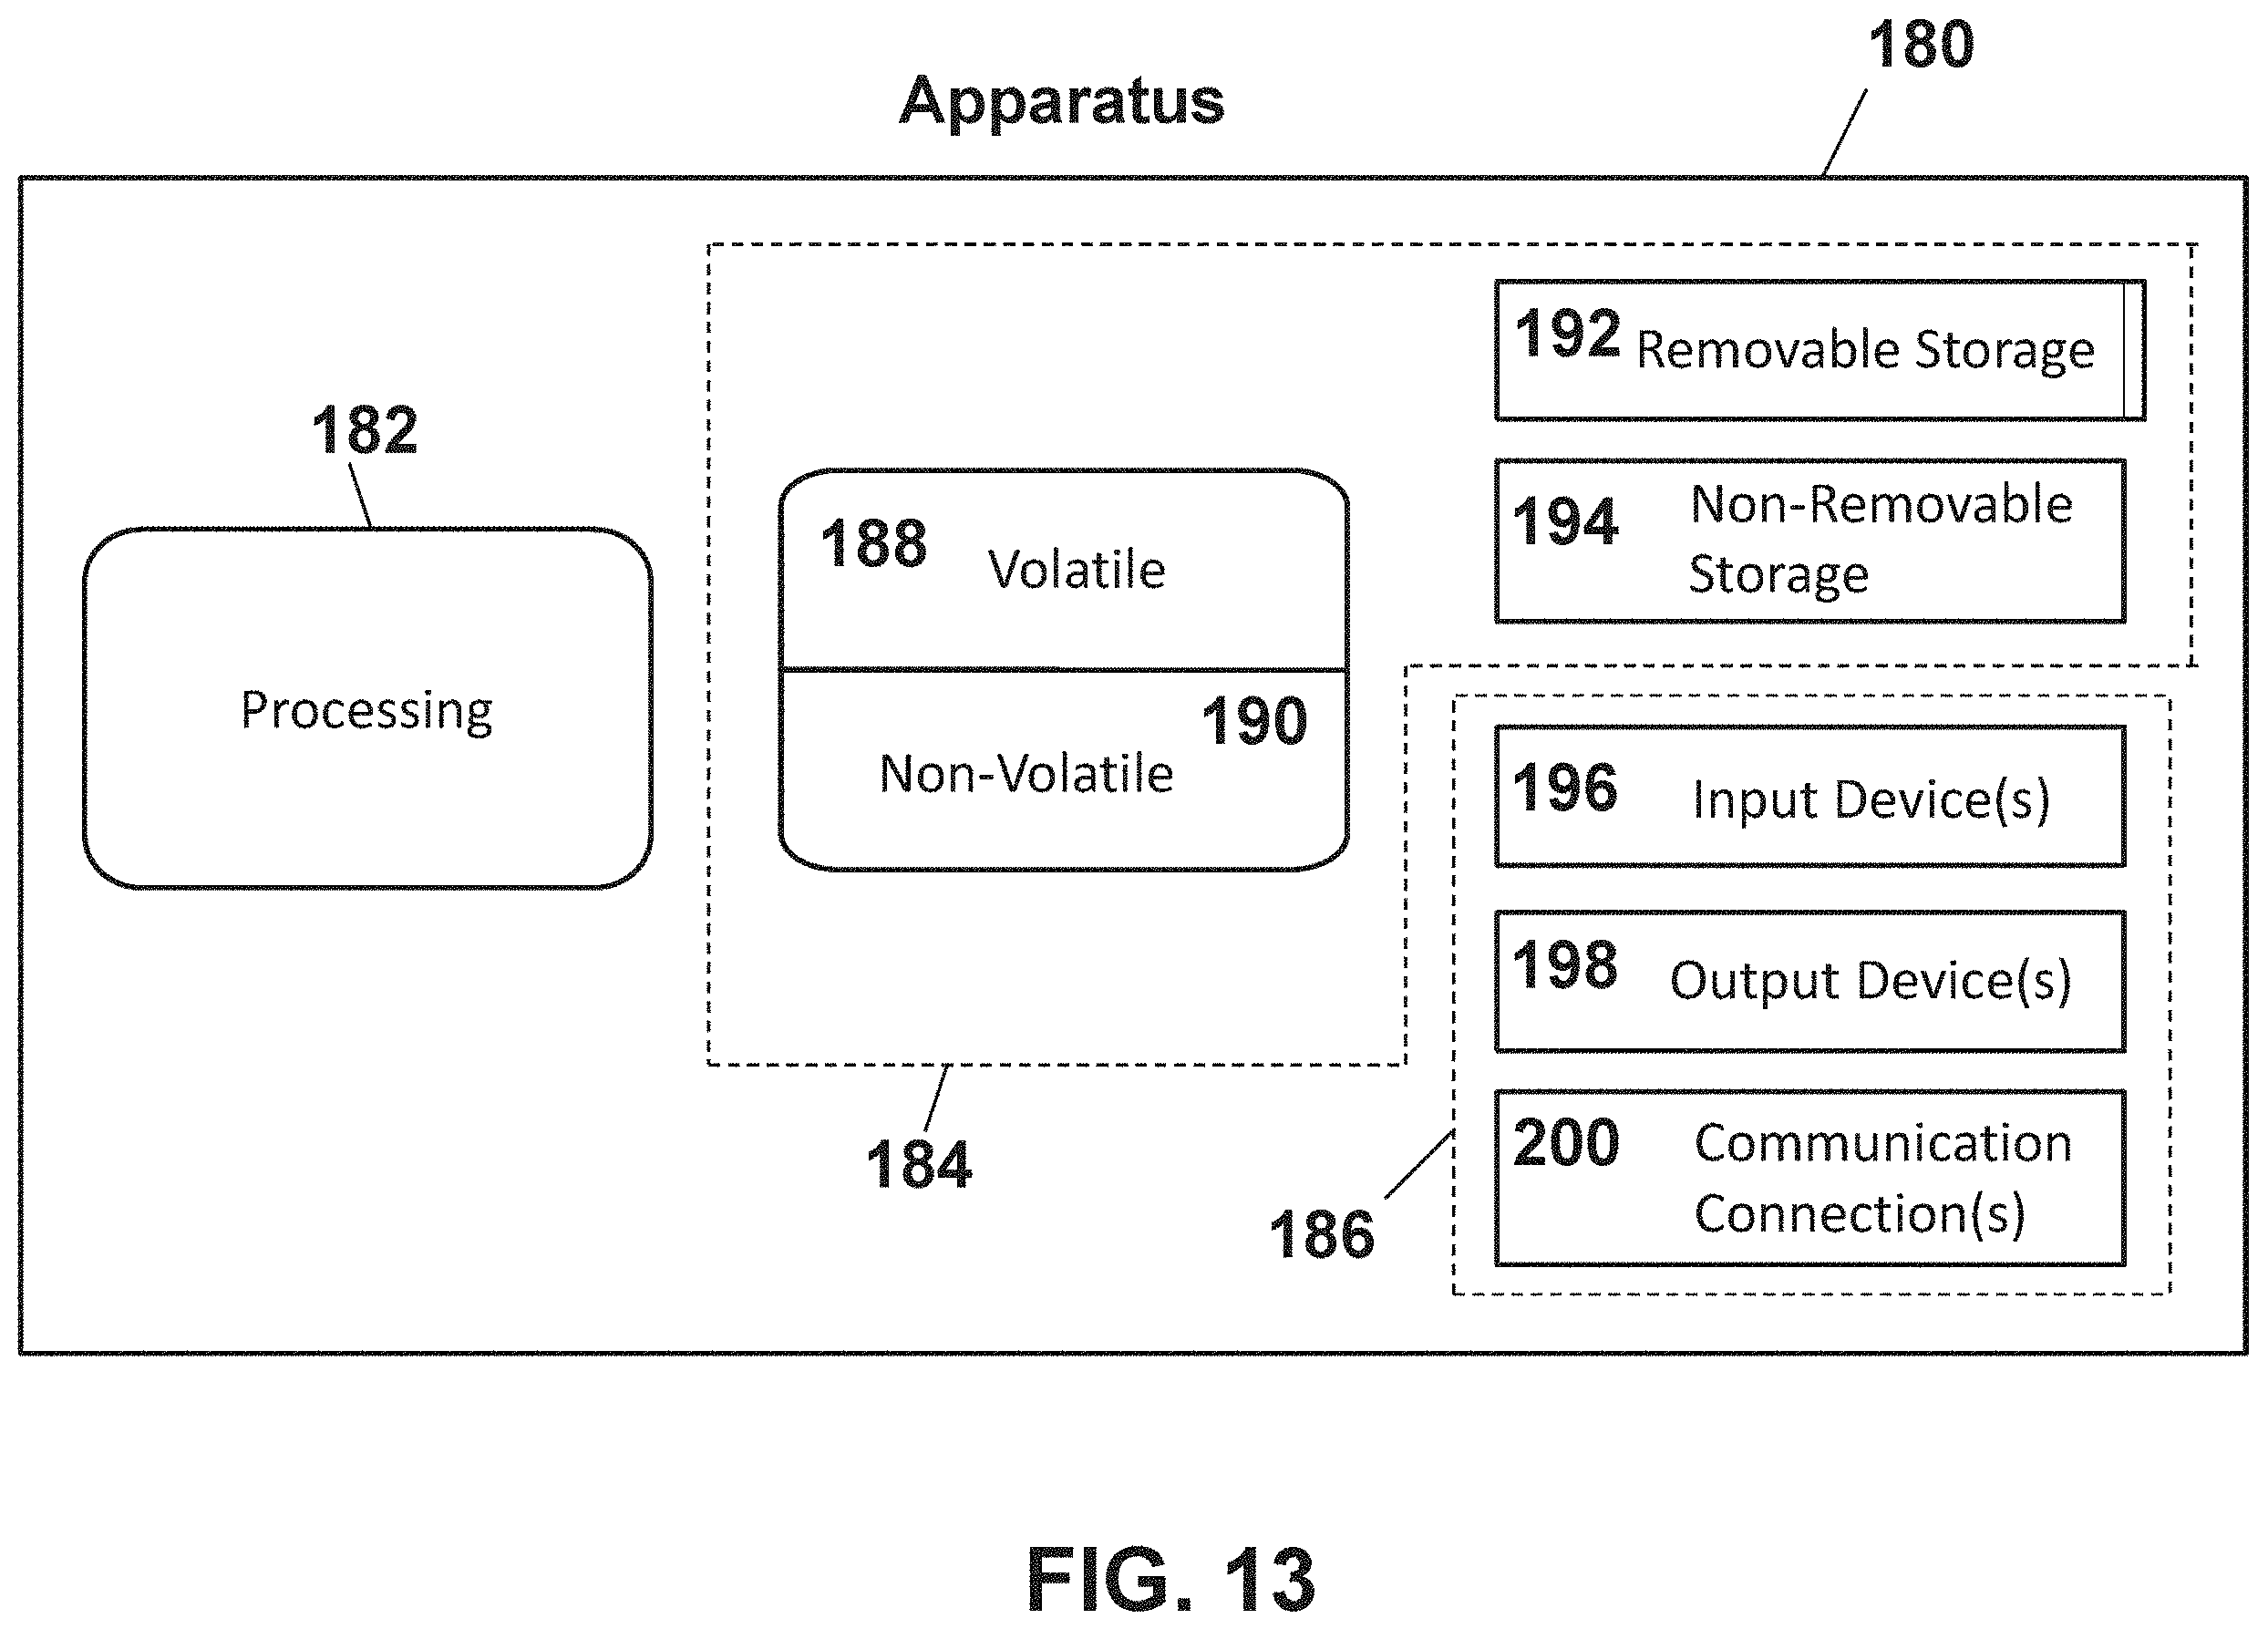 180
Apparatus
192 Removable Storage
182
194 Non-Removable
Storage
188 Volatile
Processing
190
Non-Volatile
196 Input Device(s)
198 Output Device(s)
184
200 Communication
Connection(s)
186
FIG. 13